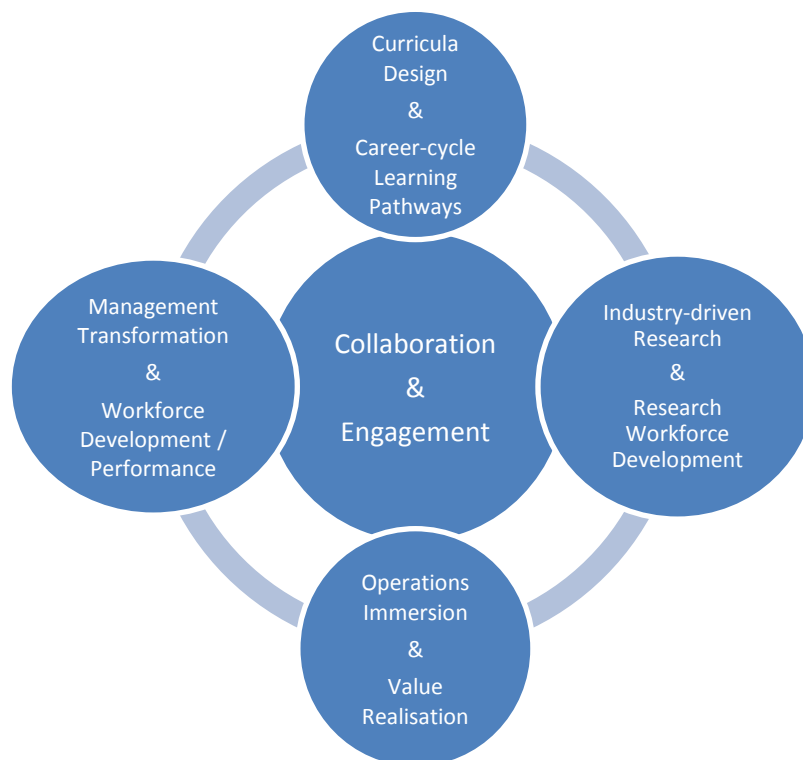 Curricula
Design
&
Career-cycle
Learning
Pathways
Management
Transformation
&
Workforce
Development /
Performance
Collaboration
&
Engagement
Industry-driven
Research
&
Research
Workforce
Development
Operations
Immersion
&
Value
Realisation